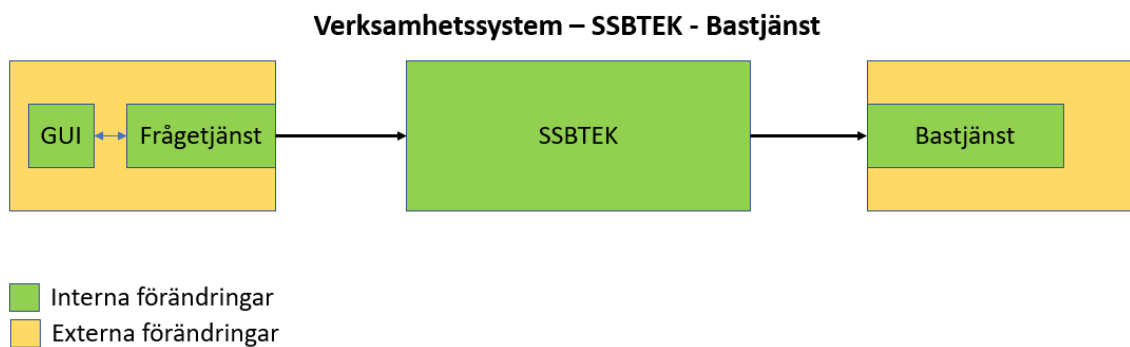 Verksamhetssystem – SSBTEK - Bastjänst
GUI
Frågetjänst
SSBTEK
Bastjänst
Interna förändringar
Externa förändringar